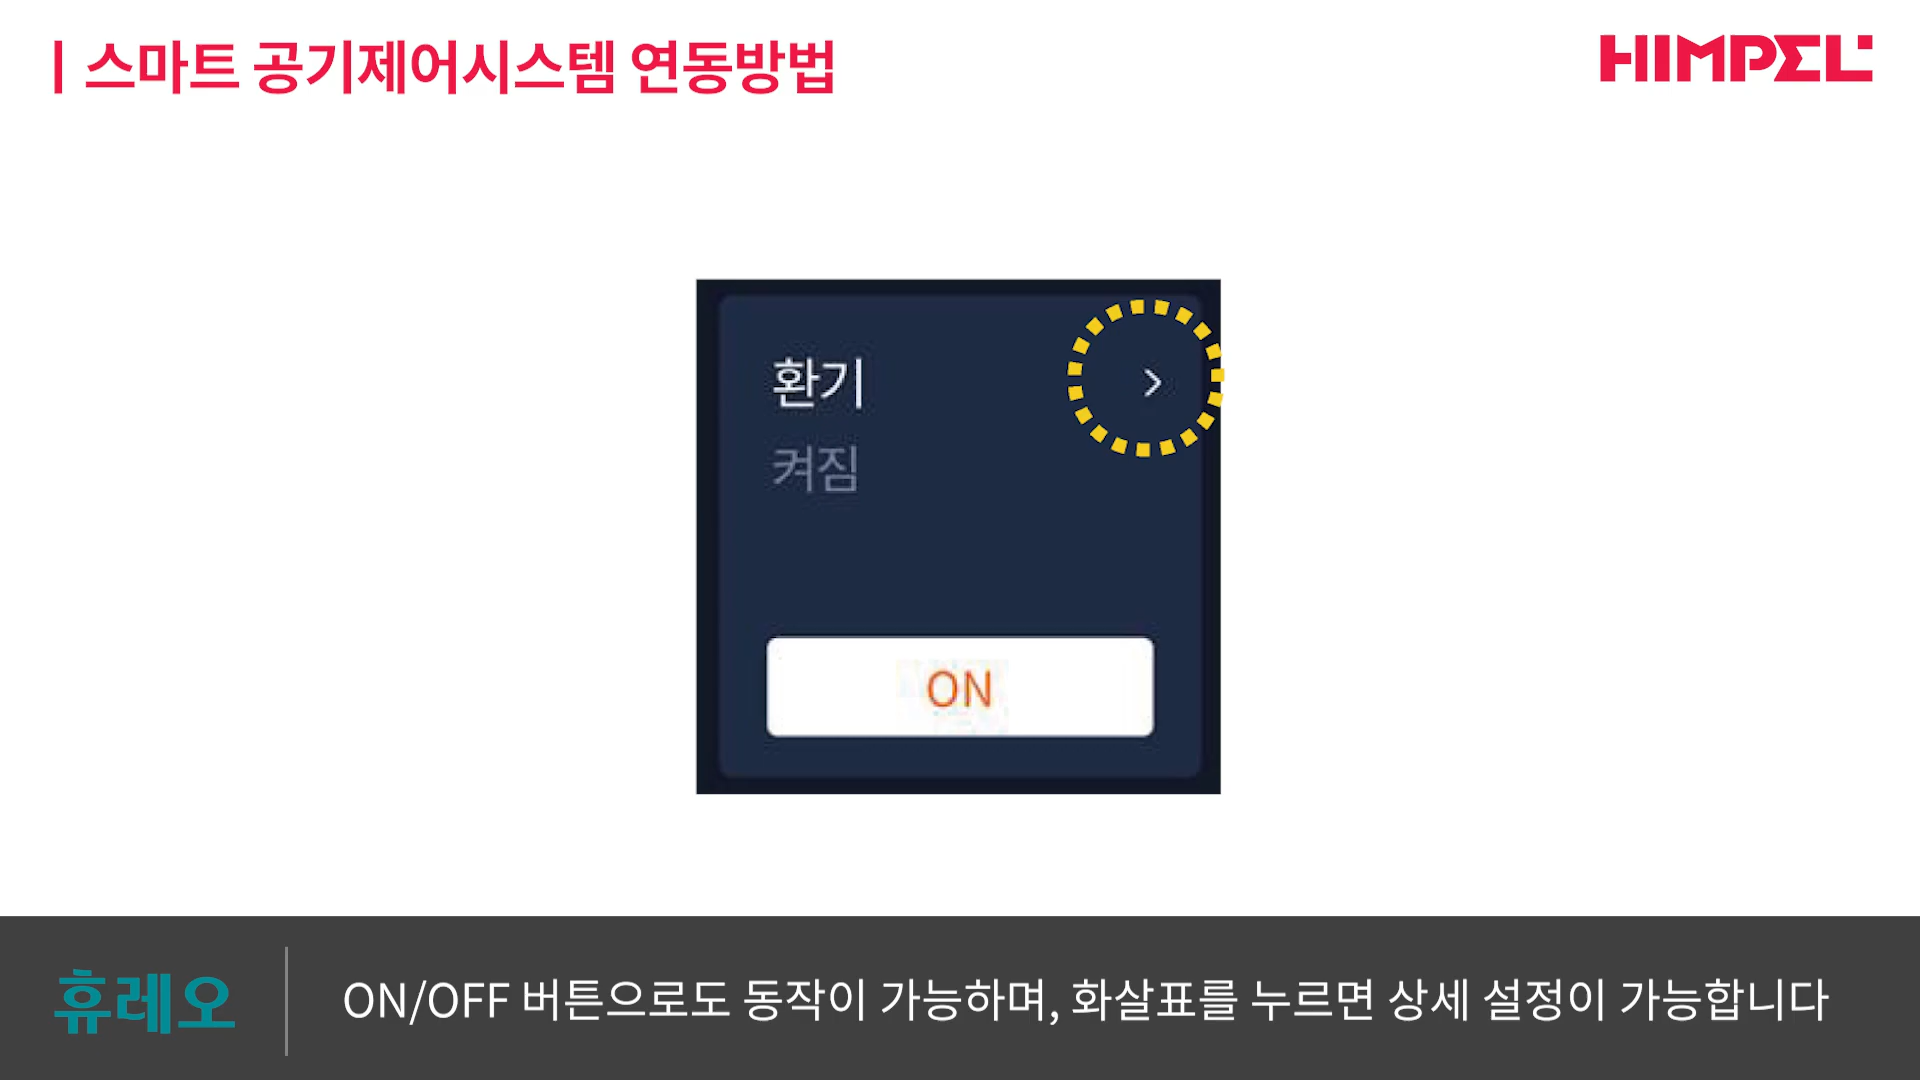 | 스마트 공기제어시스템 연동방법
HIMPEL
환기 >
켜짐
ON
휴레오
ON/OFF 버튼으로도 동작이 가능하며, 화살표를 누르면 상세 설정이 가능합니다